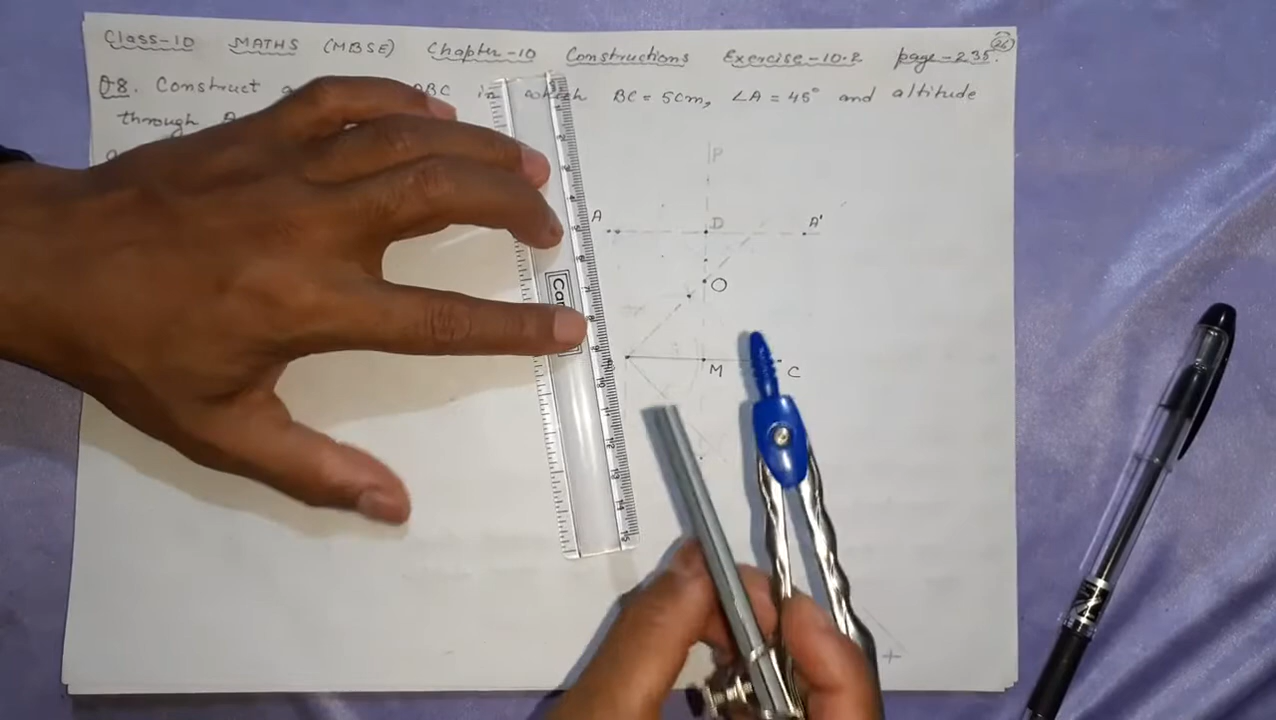 Class-10 MATHS (MBSE) Chapter-10 Constructions Exercise-10.2 page-235.
Q8. Construct a BC in which BC = 5cm, ∠A = 45° and altitude
through
P
A D A'
O
M C